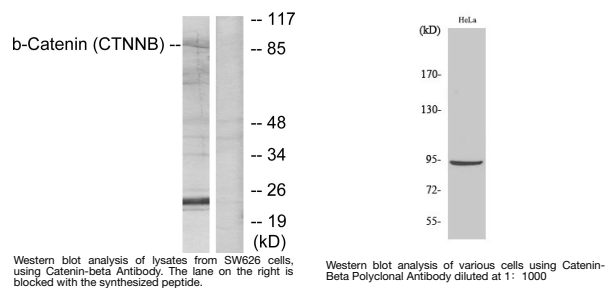 b-Catenin (CTNNB) --
-- 117
-- 85
-- 48
-- 34
-- 26
-- 19
(kD)
Western blot analysis of lysates from SW626 cells,
using Catenin-beta Antibody. The lane on the right is
blocked with the synthesized peptide.
HeLa
(kD)
170-
130-
95-
72-
55-
Western blot analysis of various cells using Catenin-
Beta Polyclonal Antibody diluted at 1: 1000